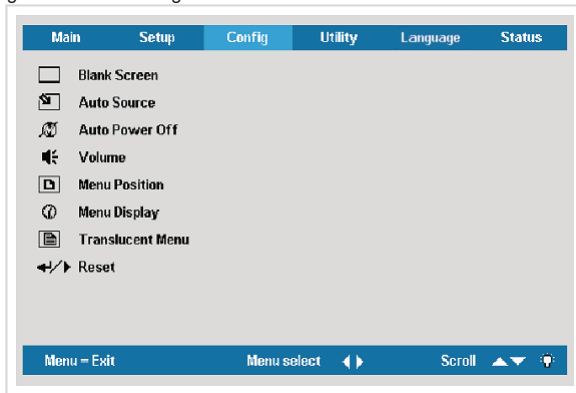 Main Setup Config Utility Language Status
Blank Screen
Auto Source
Auto Power Off
Volume
Menu Position
Menu Display
Translucent Menu
Reset
Menu = Exit Menu select Scroll